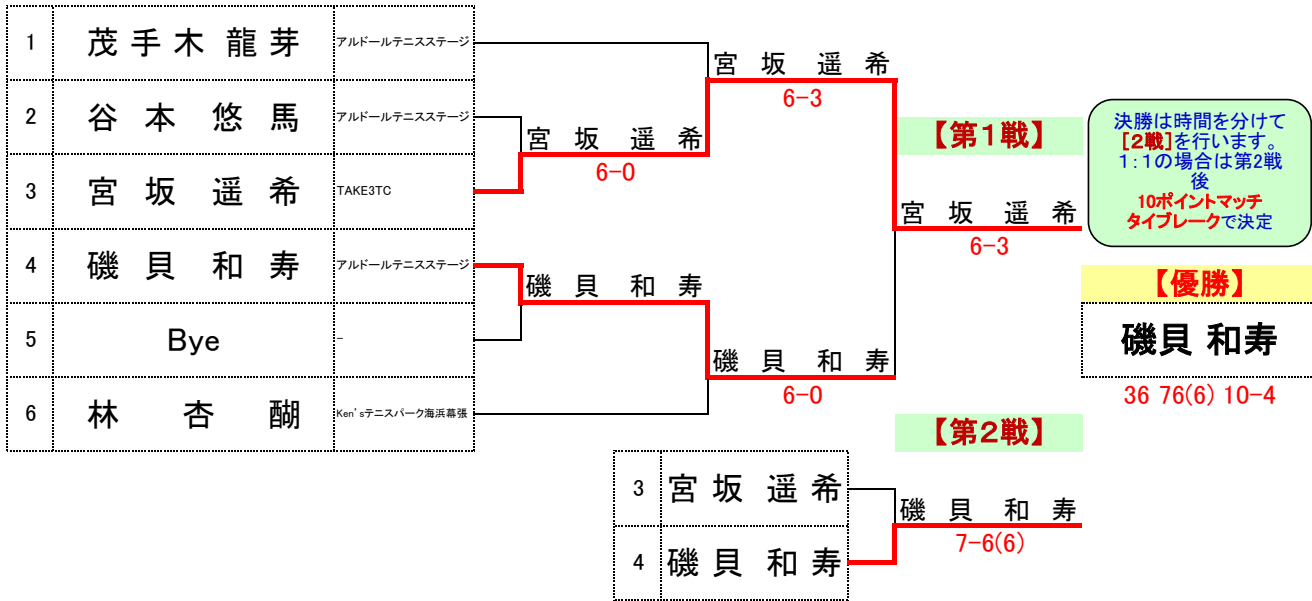 1 茂手木 龍芽 アルドールテニスステージ
2 谷本 悠馬 アルドールテニスステージ
3 宮坂 遥希 TAKE3TC
4 磯貝 和寿 アルドールテニスステージ
5 Bye -
6 林 杏醐 Ken'sテニスパーク海浜幕張
宮坂 遥希
6-0
磯貝 和寿
宮坂 遥希
6-3
磯貝 和寿
6-0
【第1戦】
宮坂 遥希
6-3
決勝は時間を分けて
[2戦]を行います。
1:1の場合は第2戦
後
10ポイントマッチ
タイブレークで決定
【優勝】
磯貝 和寿
36 76(6) 10-4
【第2戦】
3 宮坂 遥希
4 磯貝 和寿
磯貝 和寿
7-6(6)